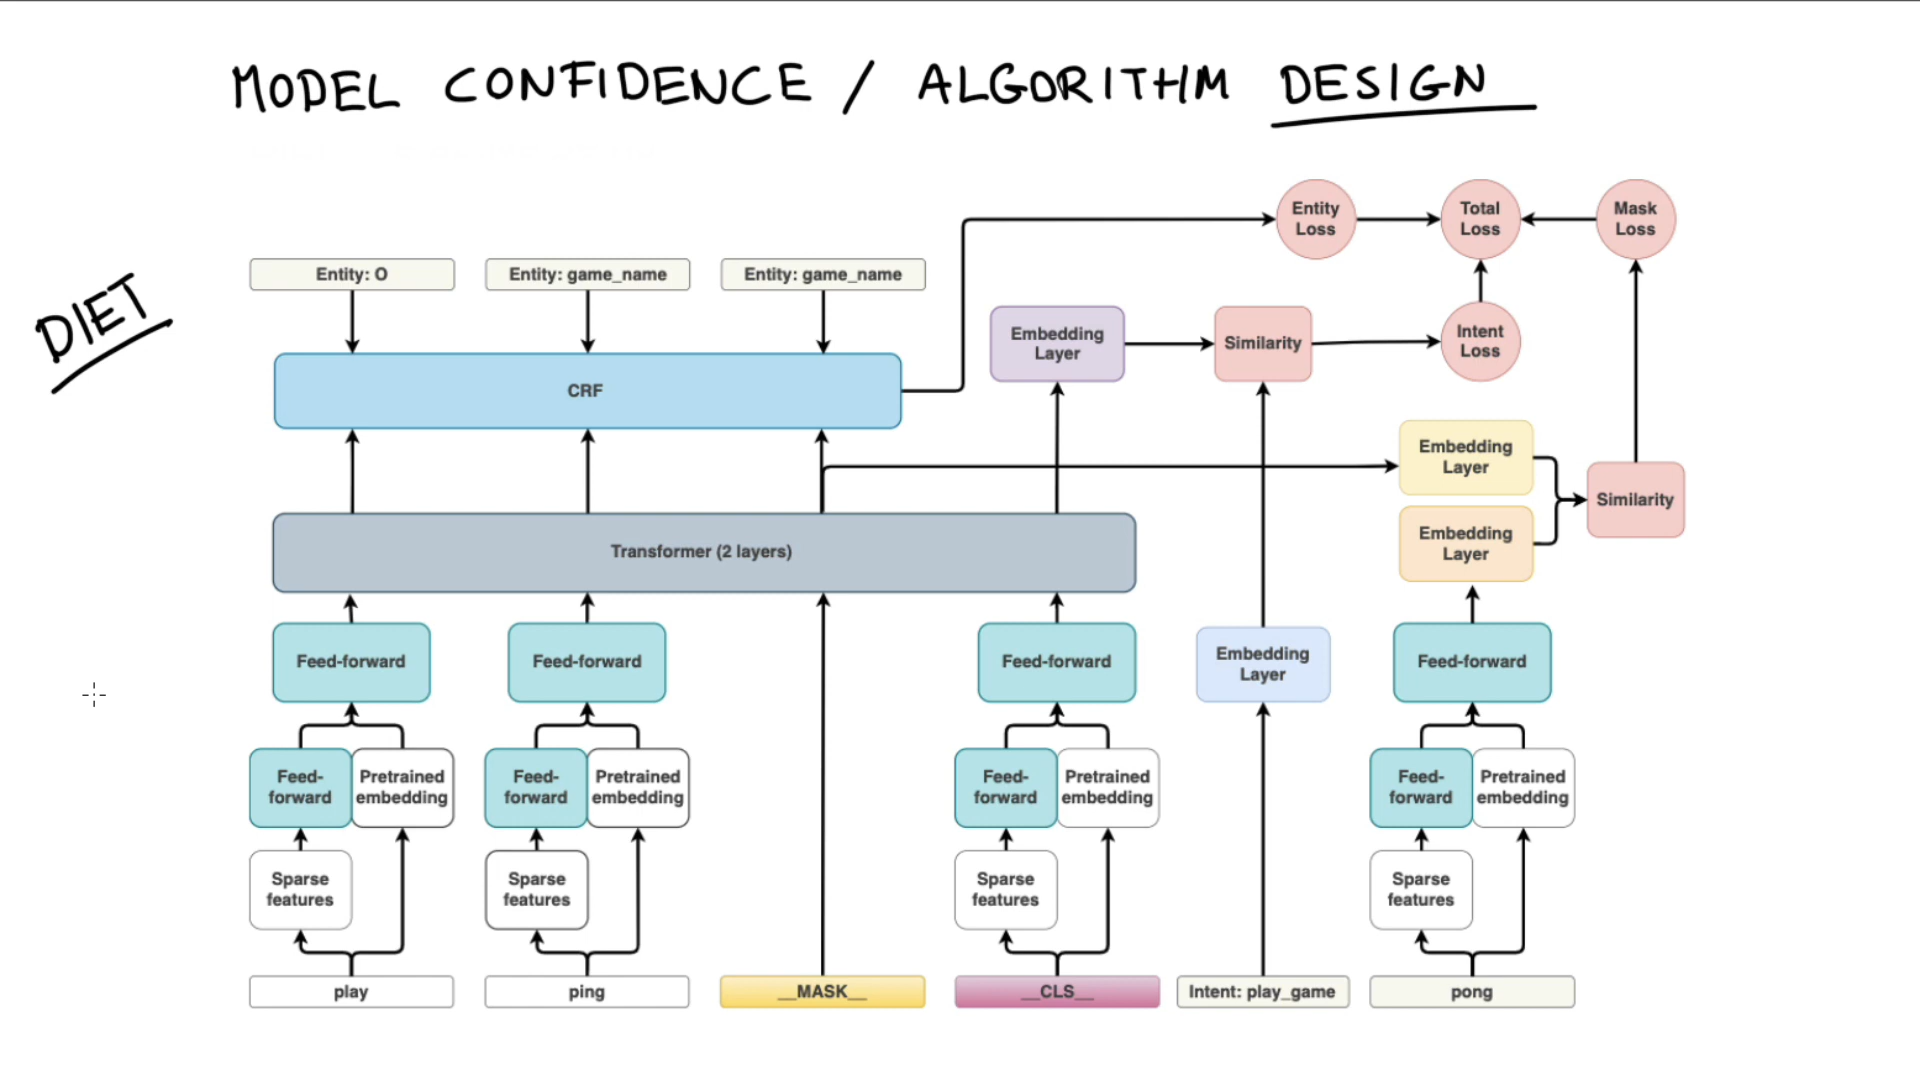 MODEL CONFIDENCE / ALGORITHM DESIGN
DIET
Entity
Loss
Total
Loss
Mask
Loss
Entity: O
Entity: game_name
Entity: game_name
Embedding
Layer
Similarity
Intent
Loss
CRF
Embedding
Layer
Similarity
Embedding
Layer
Transformer (2 layers)
Feed-forward
Feed-forward
Feed-forward
Embedding
Layer
Feed-forward
Feed-
forward
Pretrained
embedding
Feed-
forward
Pretrained
embedding
Feed-
forward
Pretrained
embedding
Feed-
forward
Pretrained
embedding
Sparse
features
Sparse
features
Sparse
features
Sparse
features
play
ping
__MASK__
__CLS__
Intent: play_game
pong